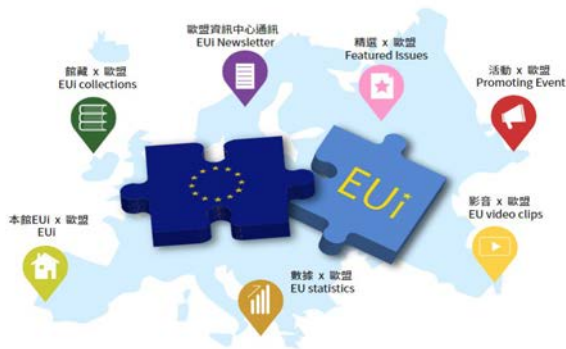 歐盟資訊中心通訊
EUi Newsletter
精選 x 歐盟
Featured Issues
館藏 x 歐盟
EUi collections
活動 x 歐盟
Promoting Event
本館EUi x 歐盟
EUi
EUi
影音 x 歐盟
EU video clips
數據 x 歐盟
EU statistics